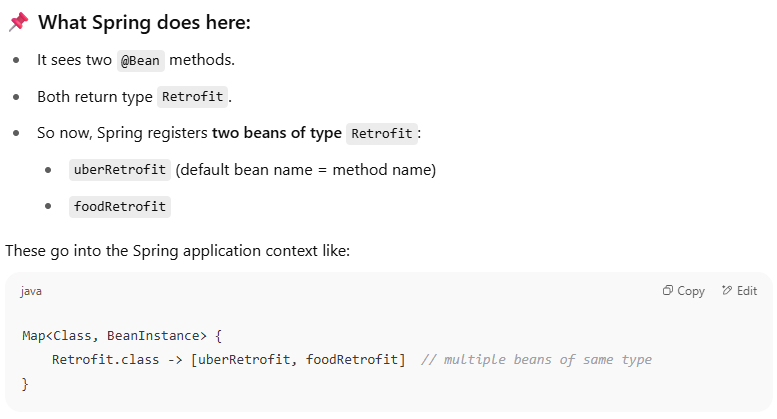 📌 What Spring does here:
• It sees two @Bean methods.
• Both return type Retrofit.
• So now, Spring registers two beans of type Retrofit:
• uberRetrofit (default bean name = method name)
• foodRetrofit
These go into the Spring application context like:
java Copy Edit
Map<Class, BeanInstance> {
    Retrofit.class -> [uberRetrofit, foodRetrofit]  // multiple beans of same type
}